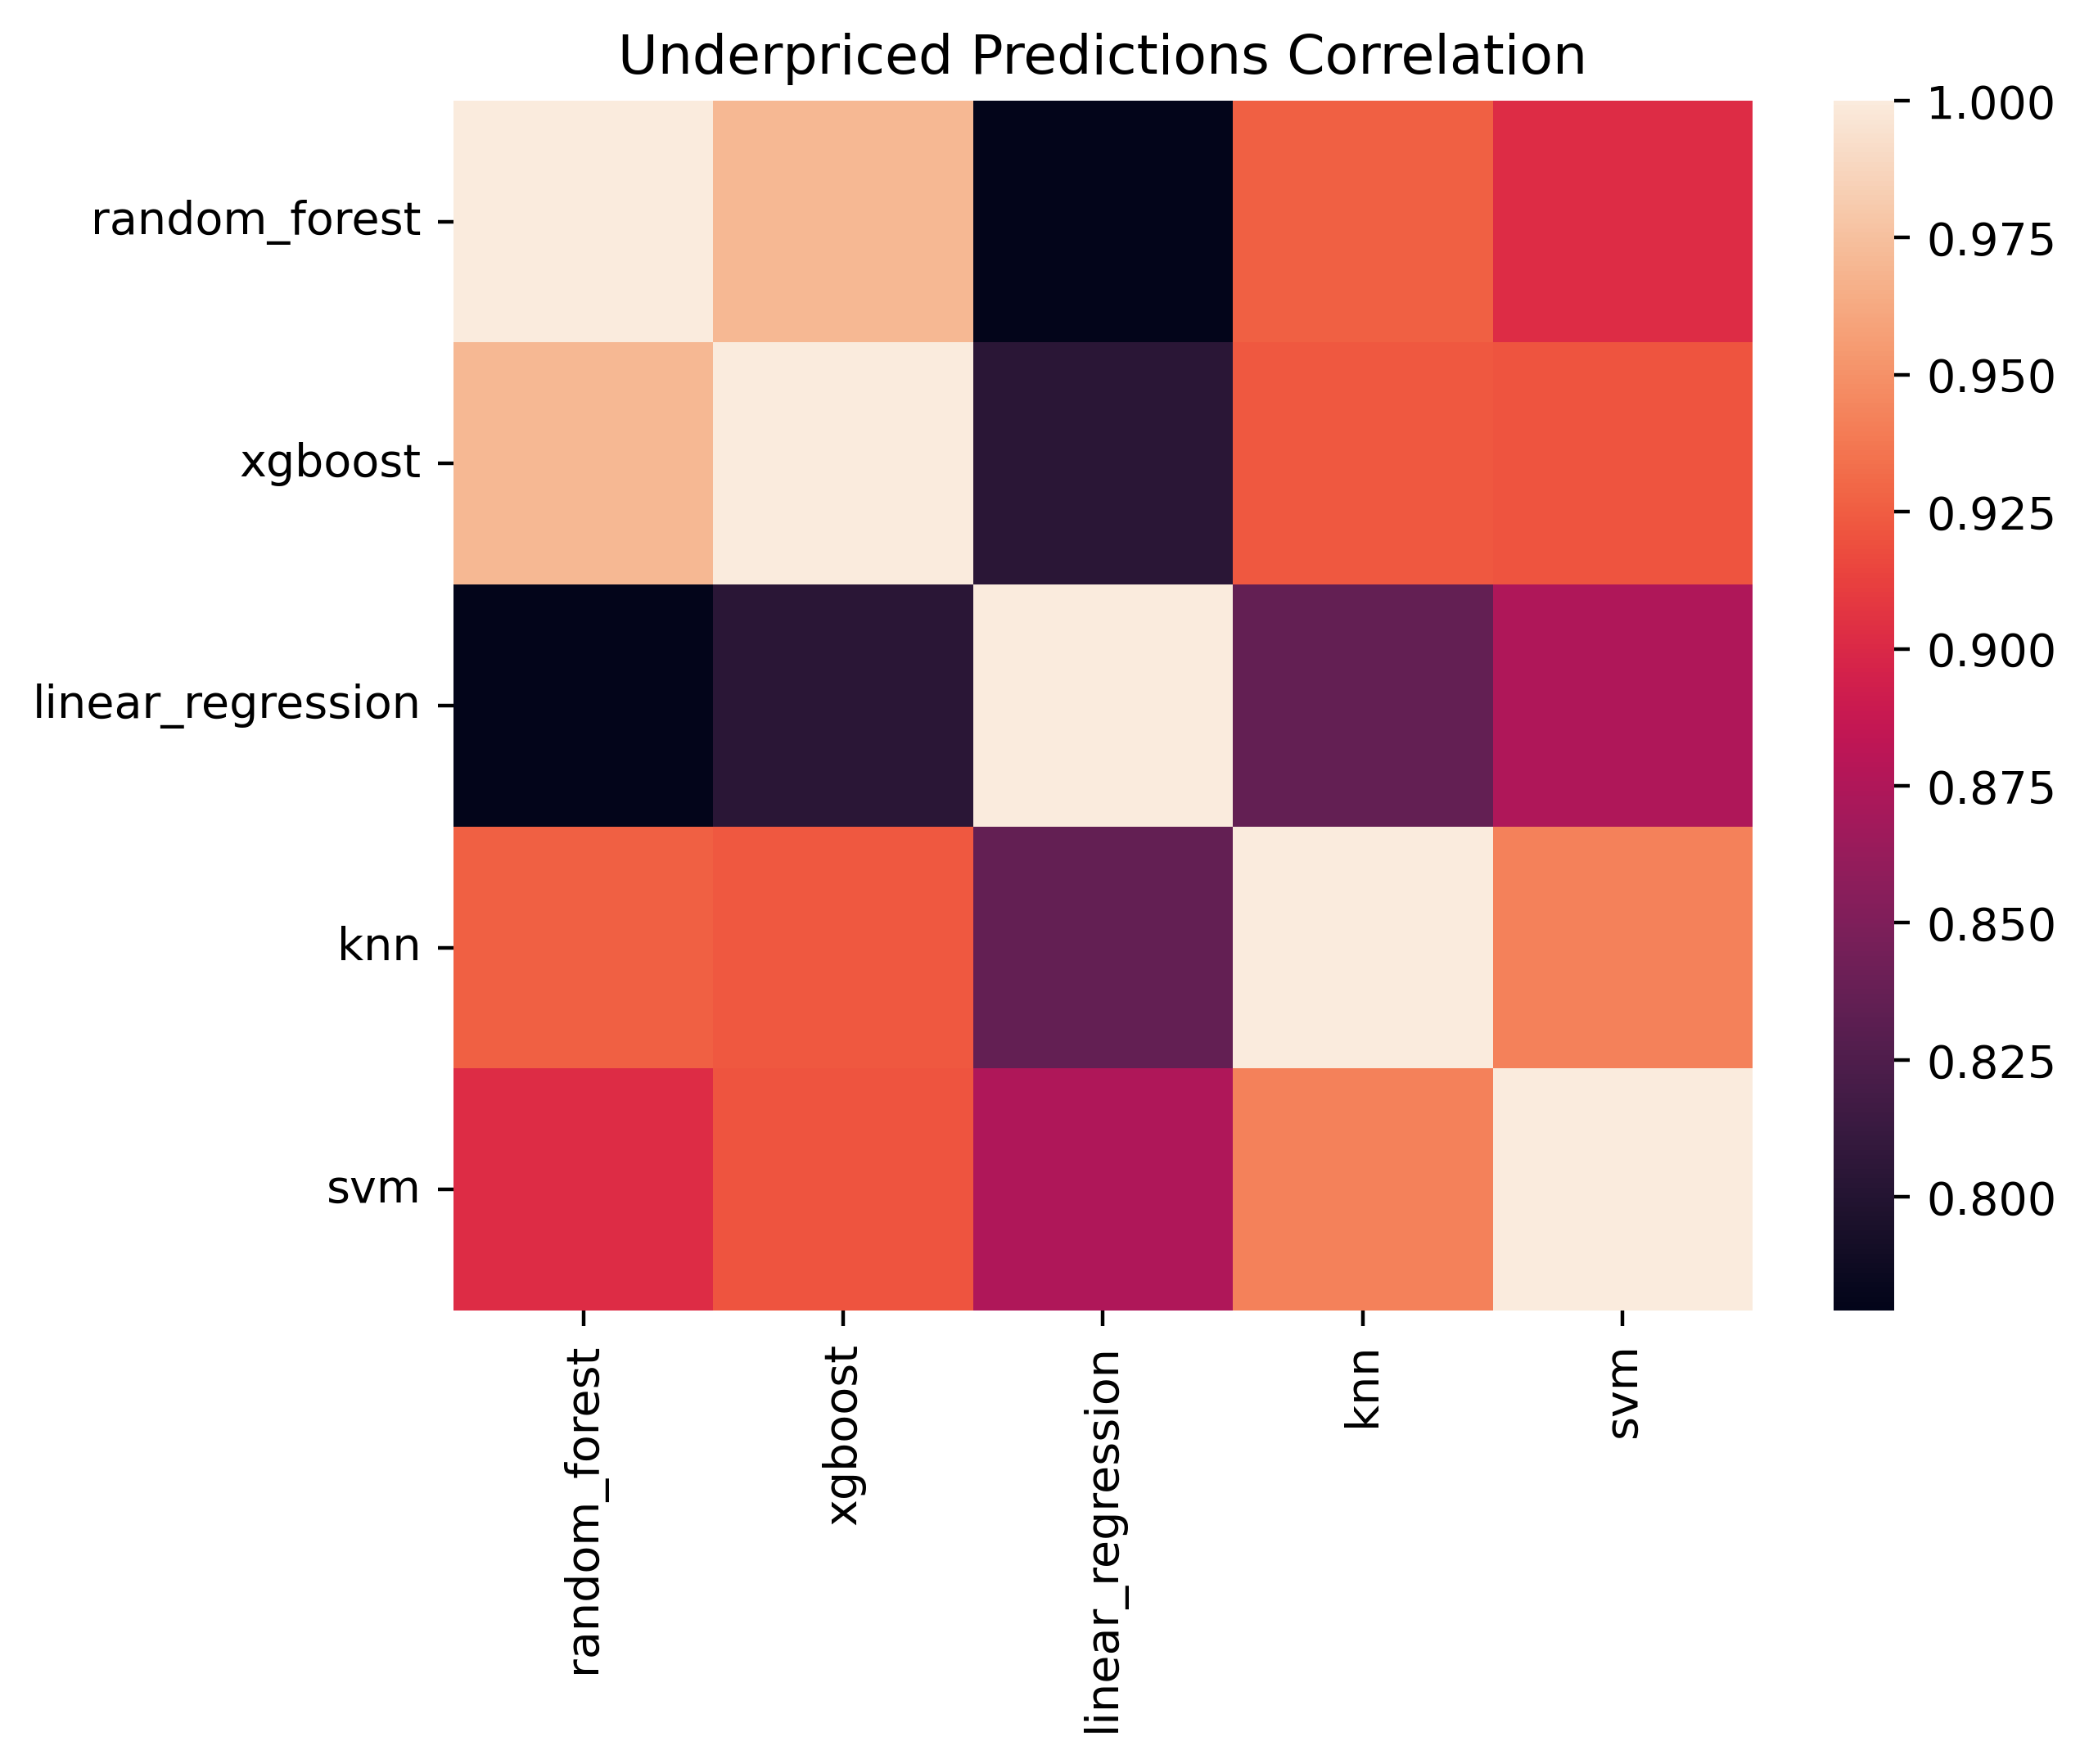 Underpriced Predictions Correlation
random_forest
xgboost
linear_regression
knn
svm
random_forest
xgboost
linear_regression
knn
svm
1.000
0.975
0.950
0.925
0.900
0.875
0.850
0.825
0.800